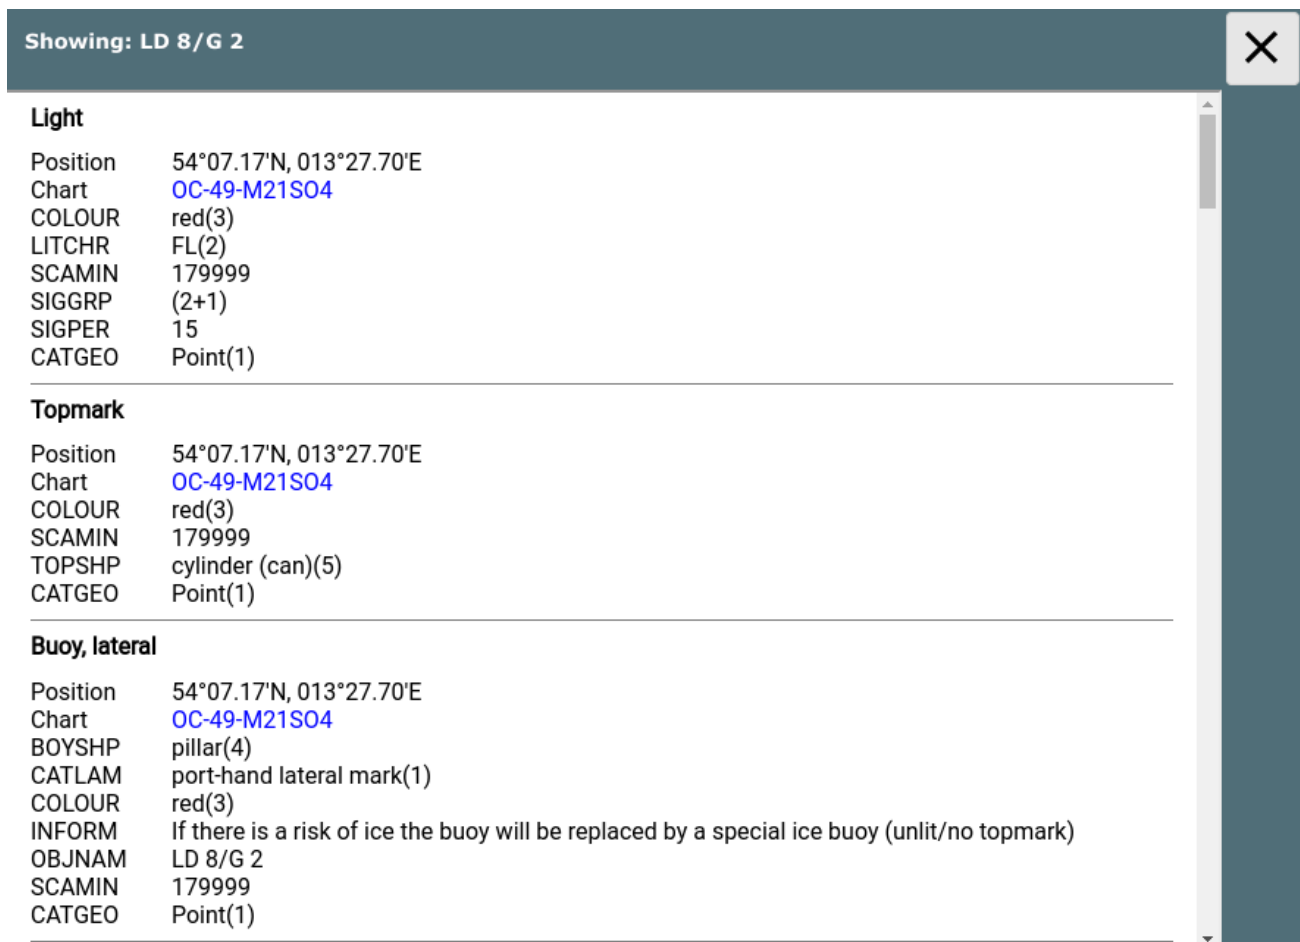 Showing: LD 8/G 2
Light
Position 54°07.17'N, 013°27.70'E
Chart OC-49-M21SO4
COLOUR red(3)
LITCHR FL(2)
SCAMIN 179999
SIGGRP (2+1)
SIGPER 15
CATGEO Point(1)
Topmark
Position 54°07.17'N, 013°27.70'E
Chart OC-49-M21SO4
COLOUR red(3)
SCAMIN 179999
TOPSHP cylinder (can)(5)
CATGEO Point(1)
Buoy, lateral
Position 54°07.17'N, 013°27.70'E
Chart OC-49-M21SO4
BOYSHP pillar(4)
CATLAM port-hand lateral mark(1)
COLOUR red(3)
INFORM If there is a risk of ice the buoy will be replaced by a special ice buoy (unlit/no topmark)
OBJNAM LD 8/G 2
SCAMIN 179999
CATGEO Point(1)